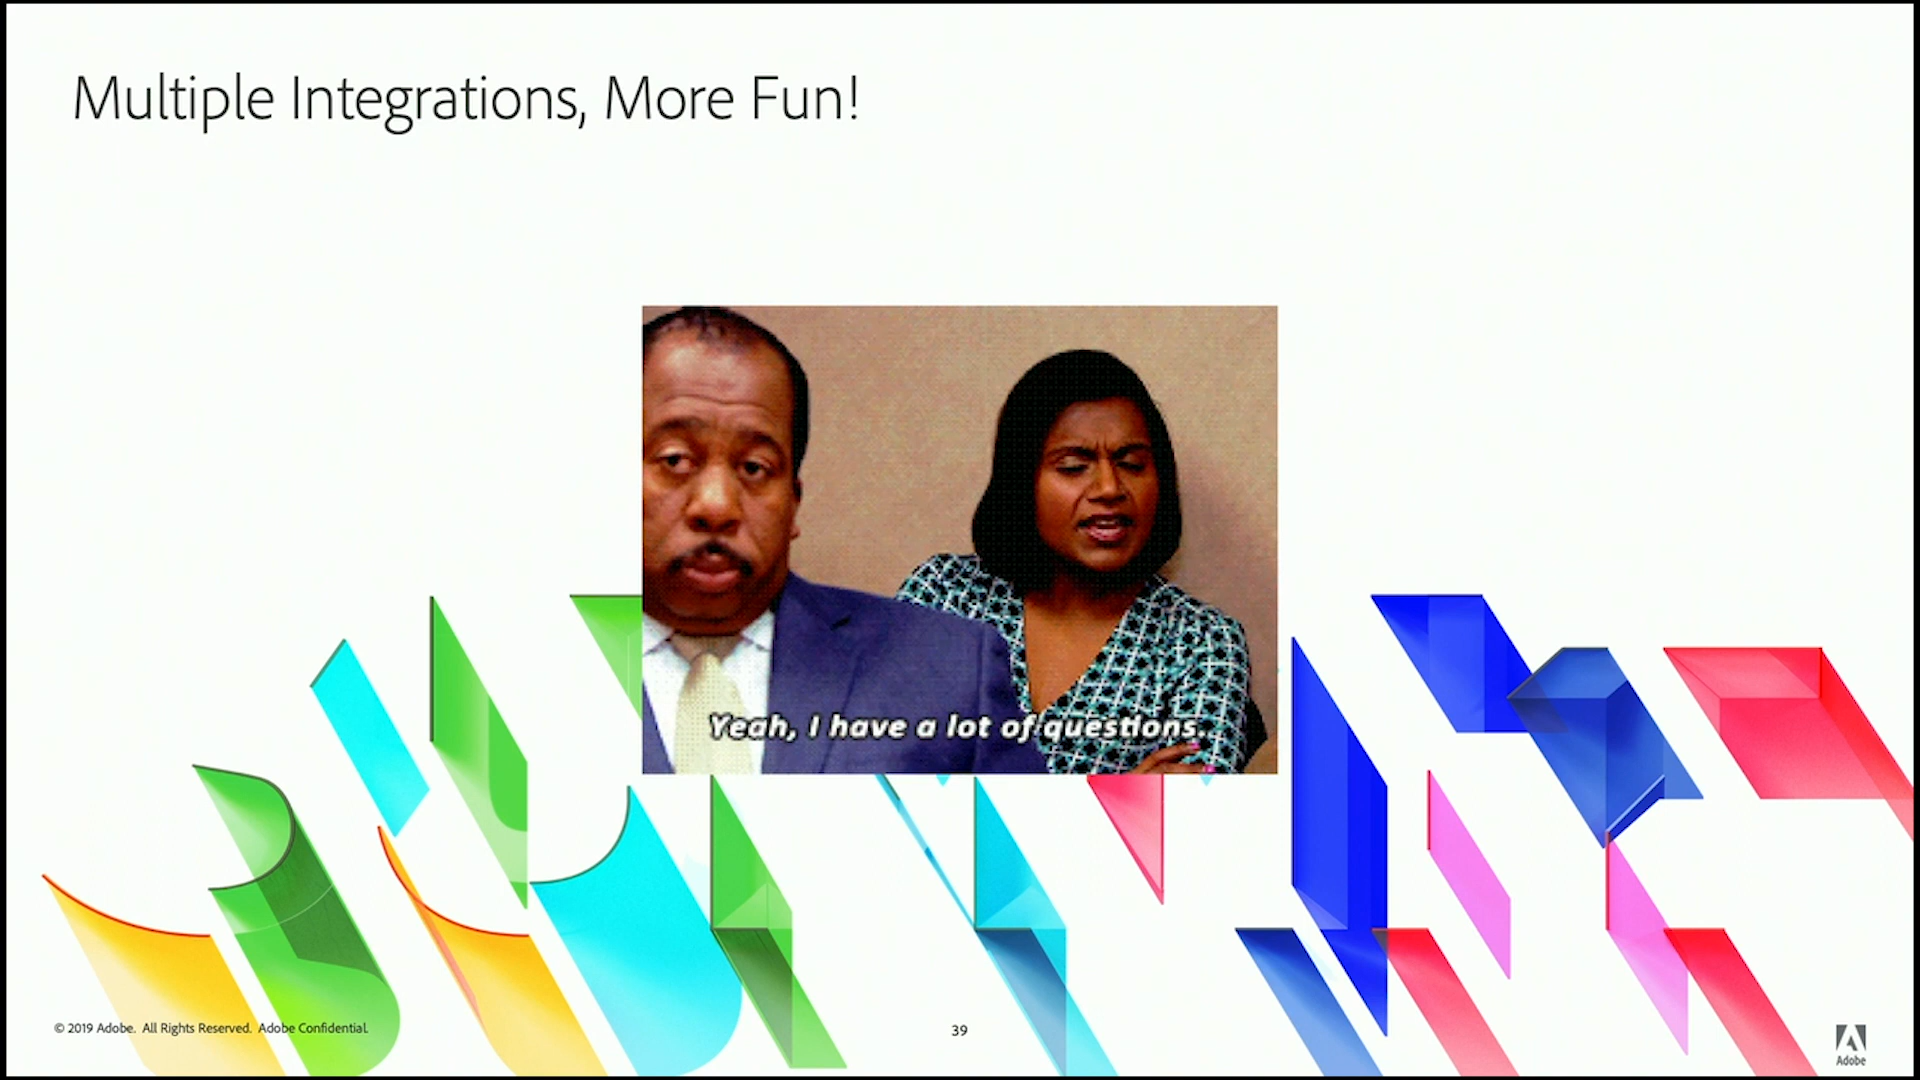 Multiple Integrations, More Fun!
Yeah, I have a lot of questions...
© 2019 Adobe. All Rights Reserved. Adobe Confidential.
39
Adobe